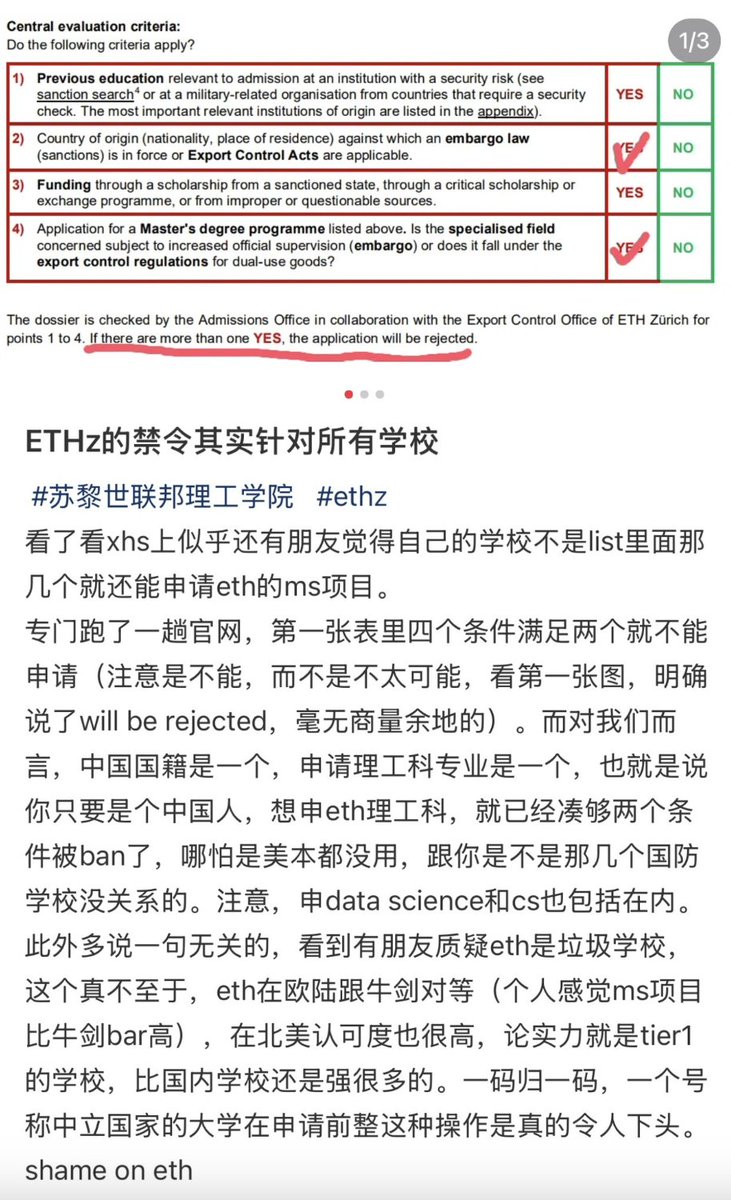 Central evaluation criteria:
Do the following criteria apply?
1/3
1) Previous education relevant to admission at an institution with a security risk (see
sanction search4 or at a military-related organisation from countries that require a security
check. The most important relevant institutions of origin are listed in the appendix).
YES NO
2) Country of origin (nationality, place of residence) against which an embargo law
(sanctions) is in force or Export Control Acts are applicable.
YES NO
3) Funding through a scholarship from a sanctioned state, through a critical scholarship or
exchange programme, or from improper or questionable sources.
YES NO
4) Application for a Master's degree programme listed above. Is the specialised field
concerned subject to increased official supervision (embargo) or does it fall under the
export control regulations for dual-use goods?
YES NO
The dossier is checked by the Admissions Office in collaboration with the Export Control Office of ETH Zürich for
points 1 to 4. If there are more than one YES, the application will be rejected.
ETHz的禁令其实针对所有学校
#苏黎世联邦理工学院 #ethz
看了看xhs上似乎还有朋友觉得自己的学校不是list里面那
几个就还能申请eth的ms项目。
专门跑了一趟官网，第一张表里四个条件满足两个就不能
申请（注意是不能，而不是不太可能，看第一张图，明确
说了will be rejected，毫无商量余地的）。而对我们而
言，中国国籍是一个，申请理工科专业是一个，也就是说
你只要是个中国人，想申eth理工科，就已经凑够两个条
件被ban了，哪怕是美本都没用，跟你是不是那几个国防
学校没关系的。注意，申data science和cs也包括在内。
此外多说一句无关的，看到有朋友质疑eth是垃圾学校，
这个真不至于，eth在欧陆跟牛剑对等（个人感觉ms项目
比牛剑bar高），在北美认可度也很高，论实力就是tier1
的学校，比国内学校还是强很多的。一码归一码，一个号
称中立国家的大学在申请前整这种操作是真的令人下头。
shame on eth